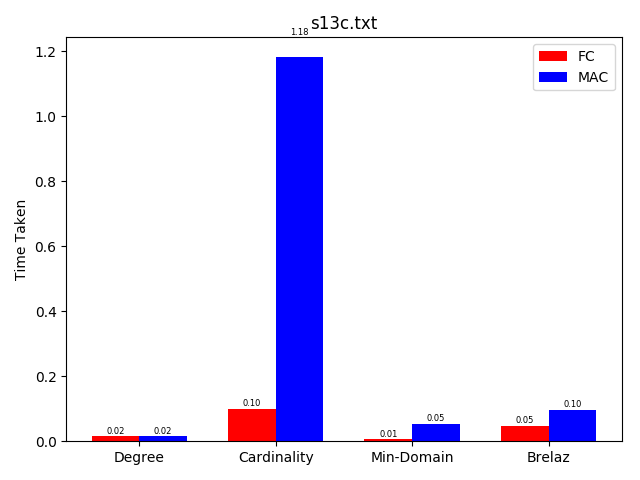 s13c.txt
1.18
FC
MAC
1.2
1.0
0.8
0.6
0.4
0.2
0.0
Time Taken
0.02
0.02
0.10
0.01
0.05
0.05
0.10
Degree
Cardinality
Min-Domain
Brelaz